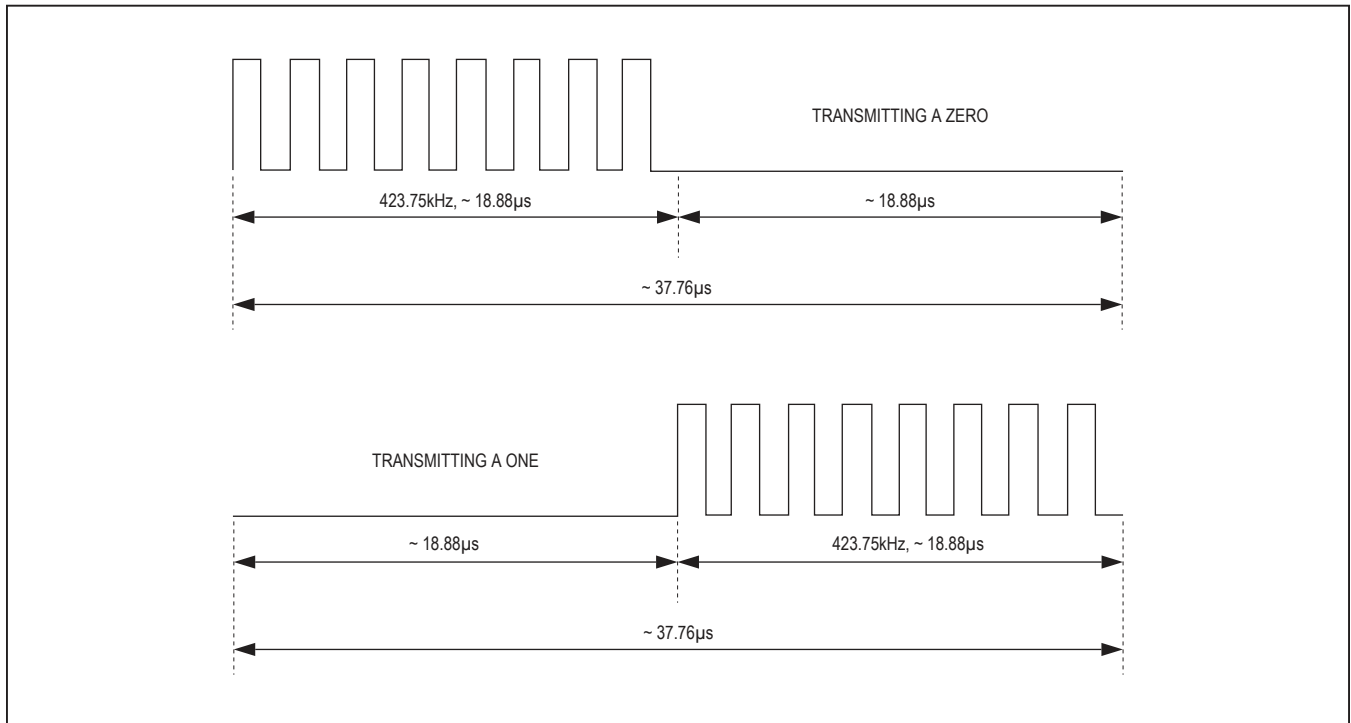 TRANSMITTING A ZERO
423.75kHz, ~ 18.88µs
~ 18.88µs
~ 37.76µs
TRANSMITTING A ONE
~ 18.88µs
423.75kHz, ~ 18.88µs
~ 37.76µs